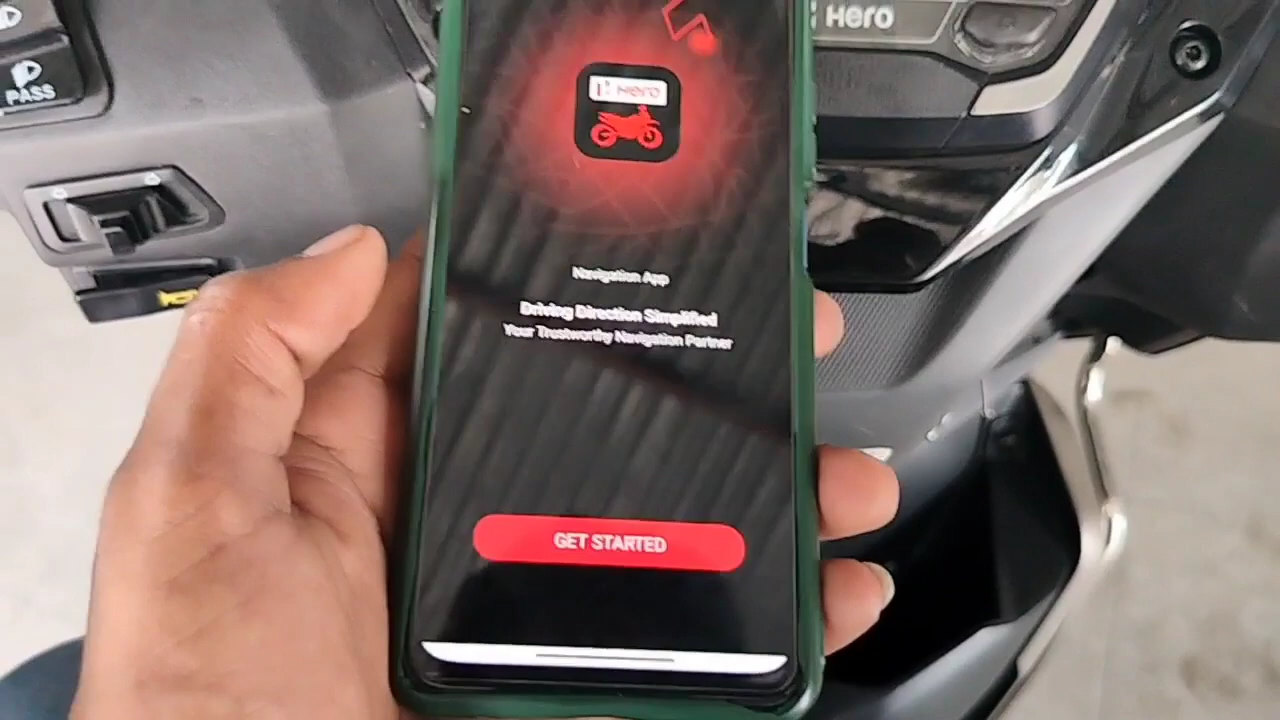 PASS
Hero
Hero
Navigation App
Driving Direction Simplified
Your Trustworthy Navigation Partner
GET STARTED